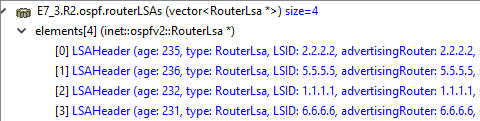 E7_3.R2.ospf.routerLSAs (vector<RouterLsa *>) size=4
elements[4] (inet::ospfv2::RouterLsa *)
[0] LSAHeader (age: 235, type: RouterLsa, LSID: 2.2.2.2, advertisingRouter: 2.2.2.2,
[1] LSAHeader (age: 236, type: RouterLsa, LSID: 5.5.5.5, advertisingRouter: 5.5.5.5,
[2] LSAHeader (age: 232, type: RouterLsa, LSID: 1.1.1.1, advertisingRouter: 1.1.1.1,
[3] LSAHeader (age: 231, type: RouterLsa, LSID: 6.6.6.6, advertisingRouter: 6.6.6.6,